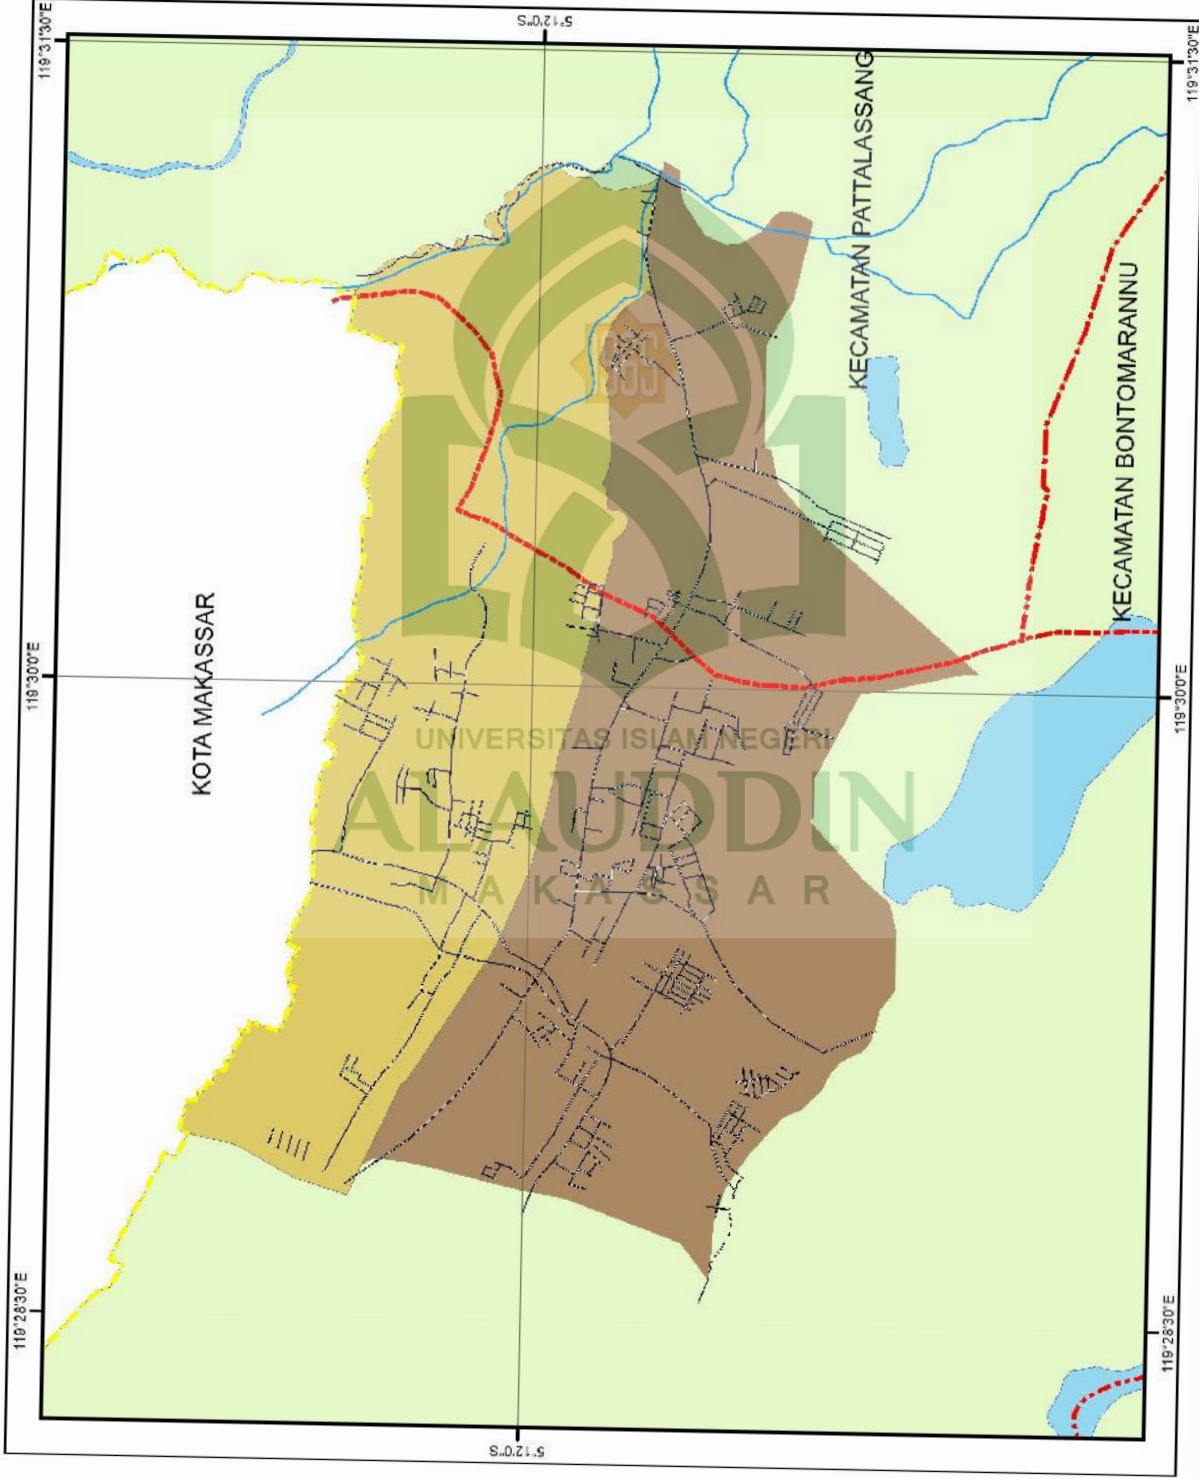 119°28'30"E
119°30'0"E
119°31'30"E
5°12'0"S
5°12'0"S
KOTA MAKASSAR
KECAMATAN PATTALASSANG
KECAMATAN BONTOMARANNU
UNIVERSITAS ISLAM NEGERI
ALAUDDIN
MAKASSAR
119°28'30"E
119°30'0"E
119°31'30"E